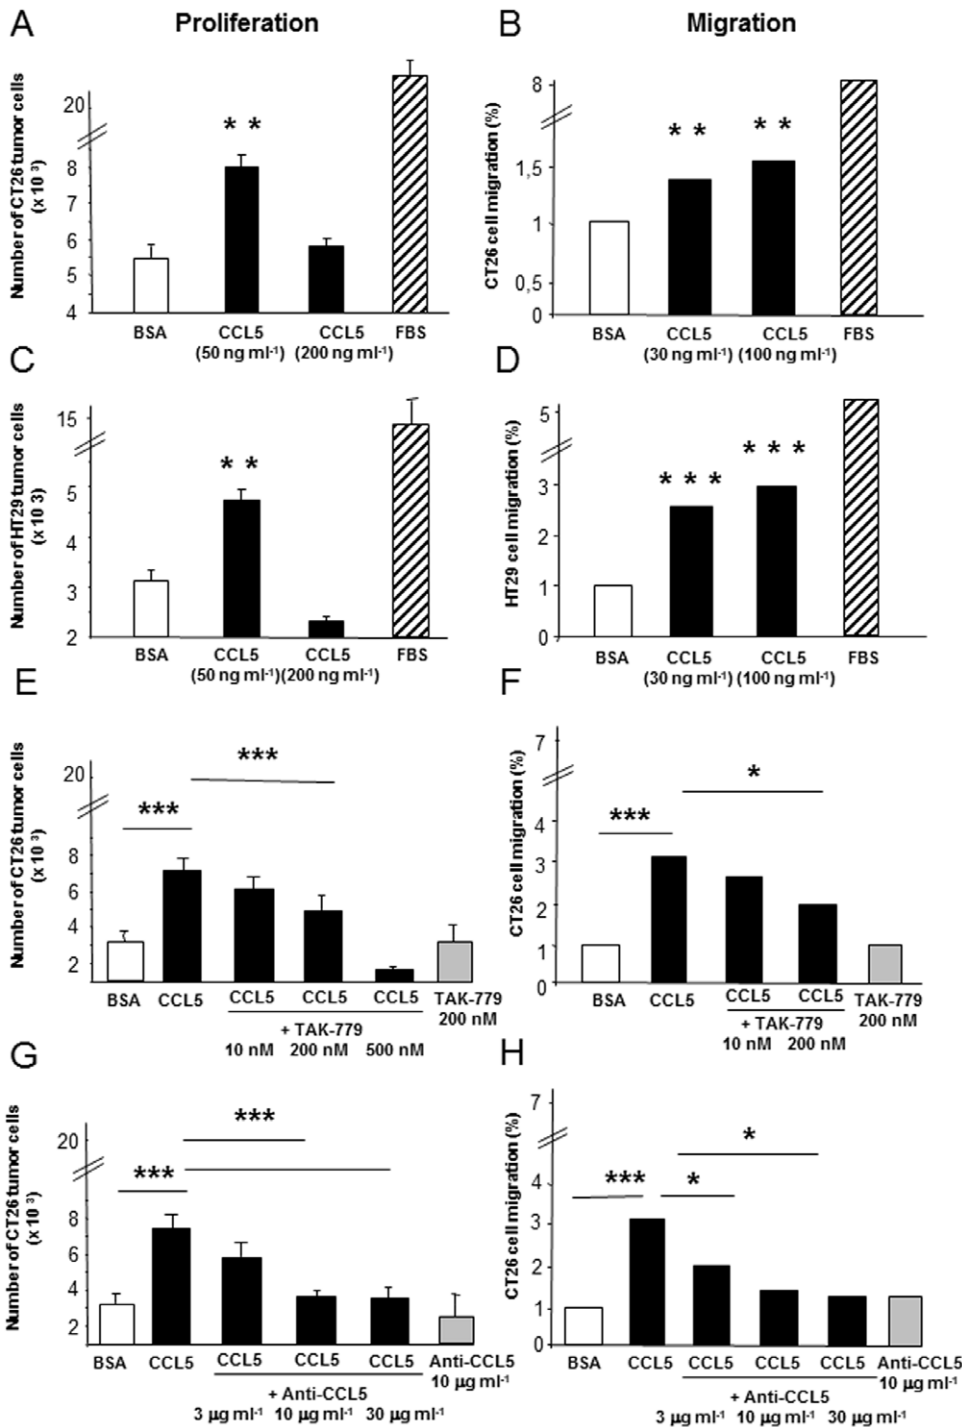 A Proliferation
B Migration
Number of CT26 tumor cells
(x 10 3)
20
8
7
6
5
4
* *
BSA CCL5 CCL5 FBS
(50 ng ml-1) (200 ng ml-1)
CT26 cell migration (%)
8
1,5
1
0,5
0
* * * *
BSA CCL5 CCL5 FBS
(30 ng ml-1) (100 ng ml-1)
C
Number of HT29 tumor cells
(x10 3)
15
5
4
3
2
* *
BSA CCL5 CCL5 FBS
(50 ng ml-1)(200 ng ml-1)
D
HT29 cell migration (%)
5
3
2
1
0
* * * * * *
BSA CCL5 CCL5 FBS
(30 ng ml-1) (100 ng ml-1)
E
Number of CT26 tumor cells
(x 10 3)
20
8
6
4
2
***
***
BSA CCL5 CCL5 CCL5 CCL5 TAK-779
200 nM
+ TAK-779
10 nM 200 nM 500 nM
F
CT26 cell migration (%)
7
4
3
2
1
0
*
***
BSA CCL5 CCL5 CCL5 TAK-779
200 nM
+ TAK-779
10 nM 200 nM
G
Number of CT26 tumor cells
(x 10 3)
20
8
6
4
2
***
***
BSA CCL5 CCL5 CCL5 CCL5 Anti-CCL5
10 µg ml-1
+ Anti-CCL5
3 µg ml-1 10 µg ml-1 30 µg ml-1
H
CT26 cell migration (%)
7
4
3
2
1
0
*
*** *
BSA CCL5 CCL5 CCL5 CCL5 Anti-CCL5
10 µg ml-1
+ Anti-CCL5
3 µg ml-1 10 µg ml-1 30 µg ml-1